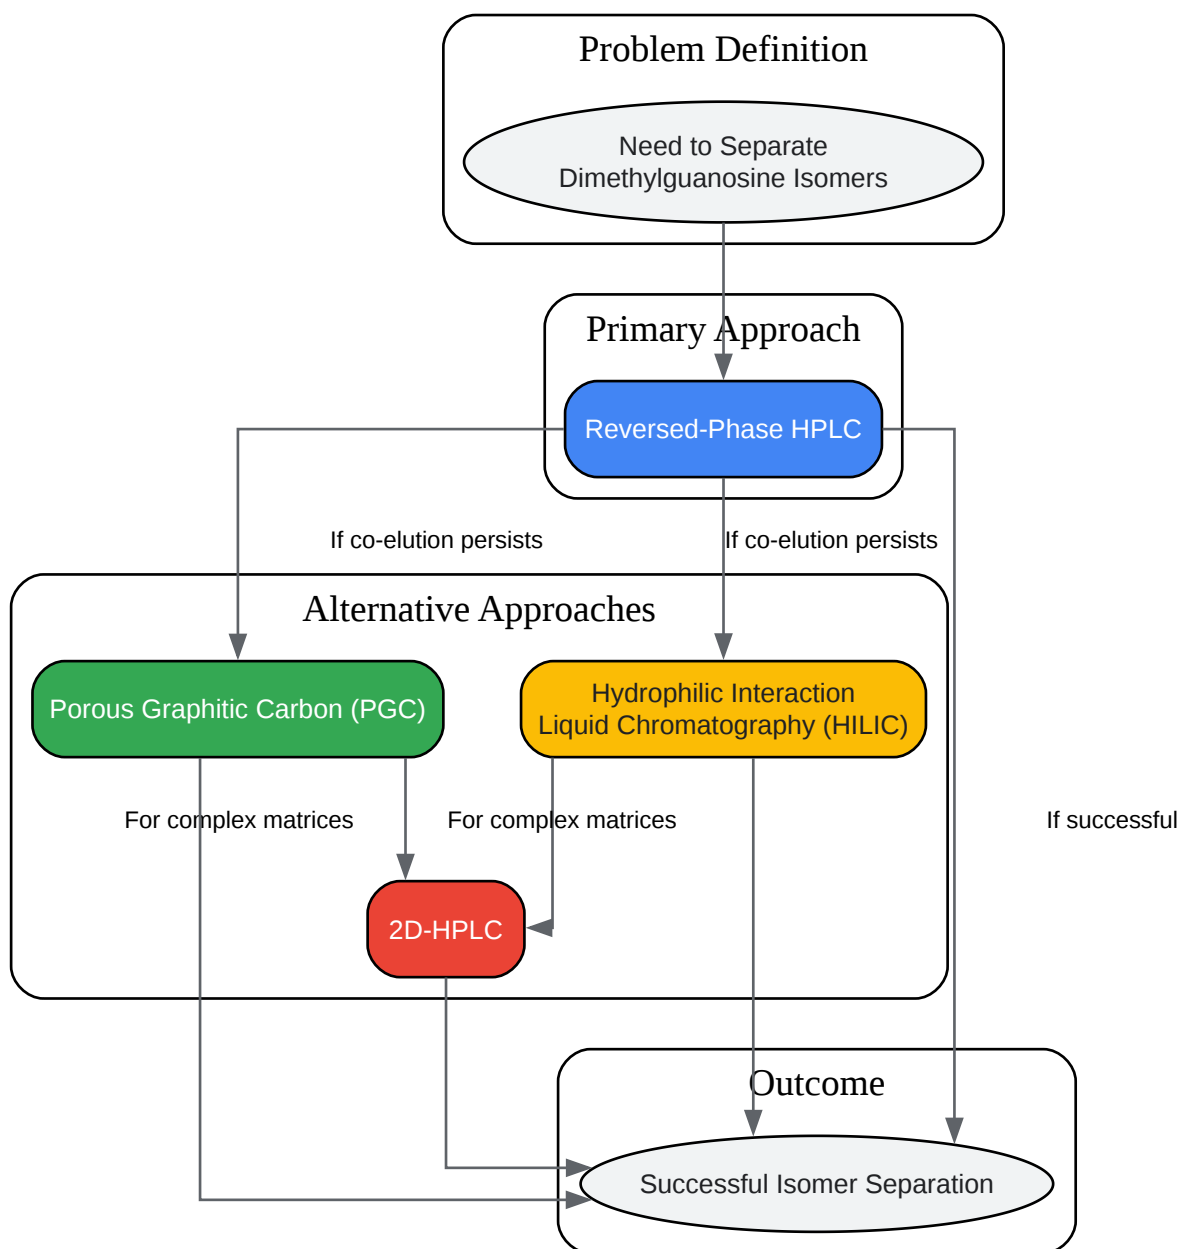 Problem Definition
Need to Separate
Dimethylguanosine Isomers
Primary Approach
Reversed-Phase HPLC
If co-elution persists
If co-elution persists
Alternative Approaches
Porous Graphitic Carbon (PGC)
Hydrophilic Interaction
Liquid Chromatography (HILIC)
For complex matrices
For complex matrices
If successful
2D-HPLC
Outcome
Successful Isomer Separation